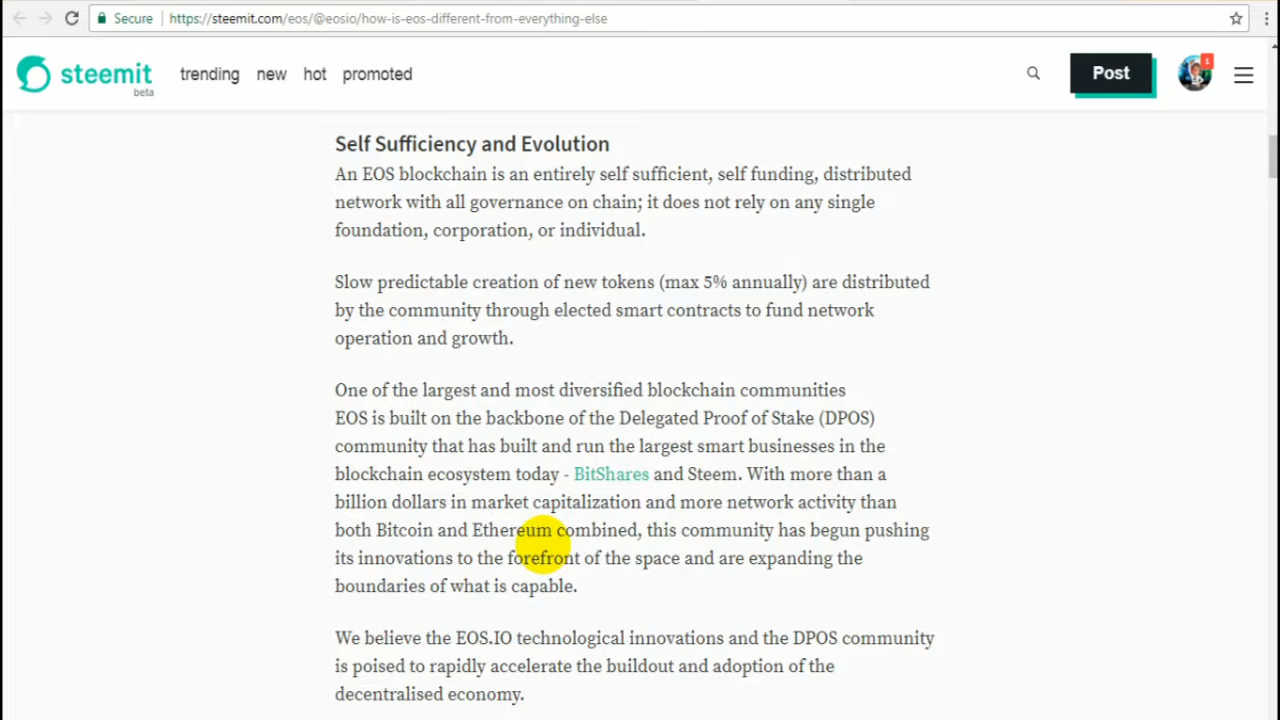 Secure https://steemit.com/eos/@eosio/how-is-eos-different-from-everything-else
steemit
beta
trending new hot promoted
Post
1
Self Sufficiency and Evolution
An EOS blockchain is an entirely self sufficient, self funding, distributed
network with all governance on chain; it does not rely on any single
foundation, corporation, or individual.
Slow predictable creation of new tokens (max 5% annually) are distributed
by the community through elected smart contracts to fund network
operation and growth.
One of the largest and most diversified blockchain communities
EOS is built on the backbone of the Delegated Proof of Stake (DPOS)
community that has built and run the largest smart businesses in the
blockchain ecosystem today - BitShares and Steem. With more than a
billion dollars in market capitalization and more network activity than
both Bitcoin and Ethereum combined, this community has begun pushing
its innovations to the forefront of the space and are expanding the
boundaries of what is capable.
We believe the EOS.IO technological innovations and the DPOS community
is poised to rapidly accelerate the buildout and adoption of the
decentralised economy.